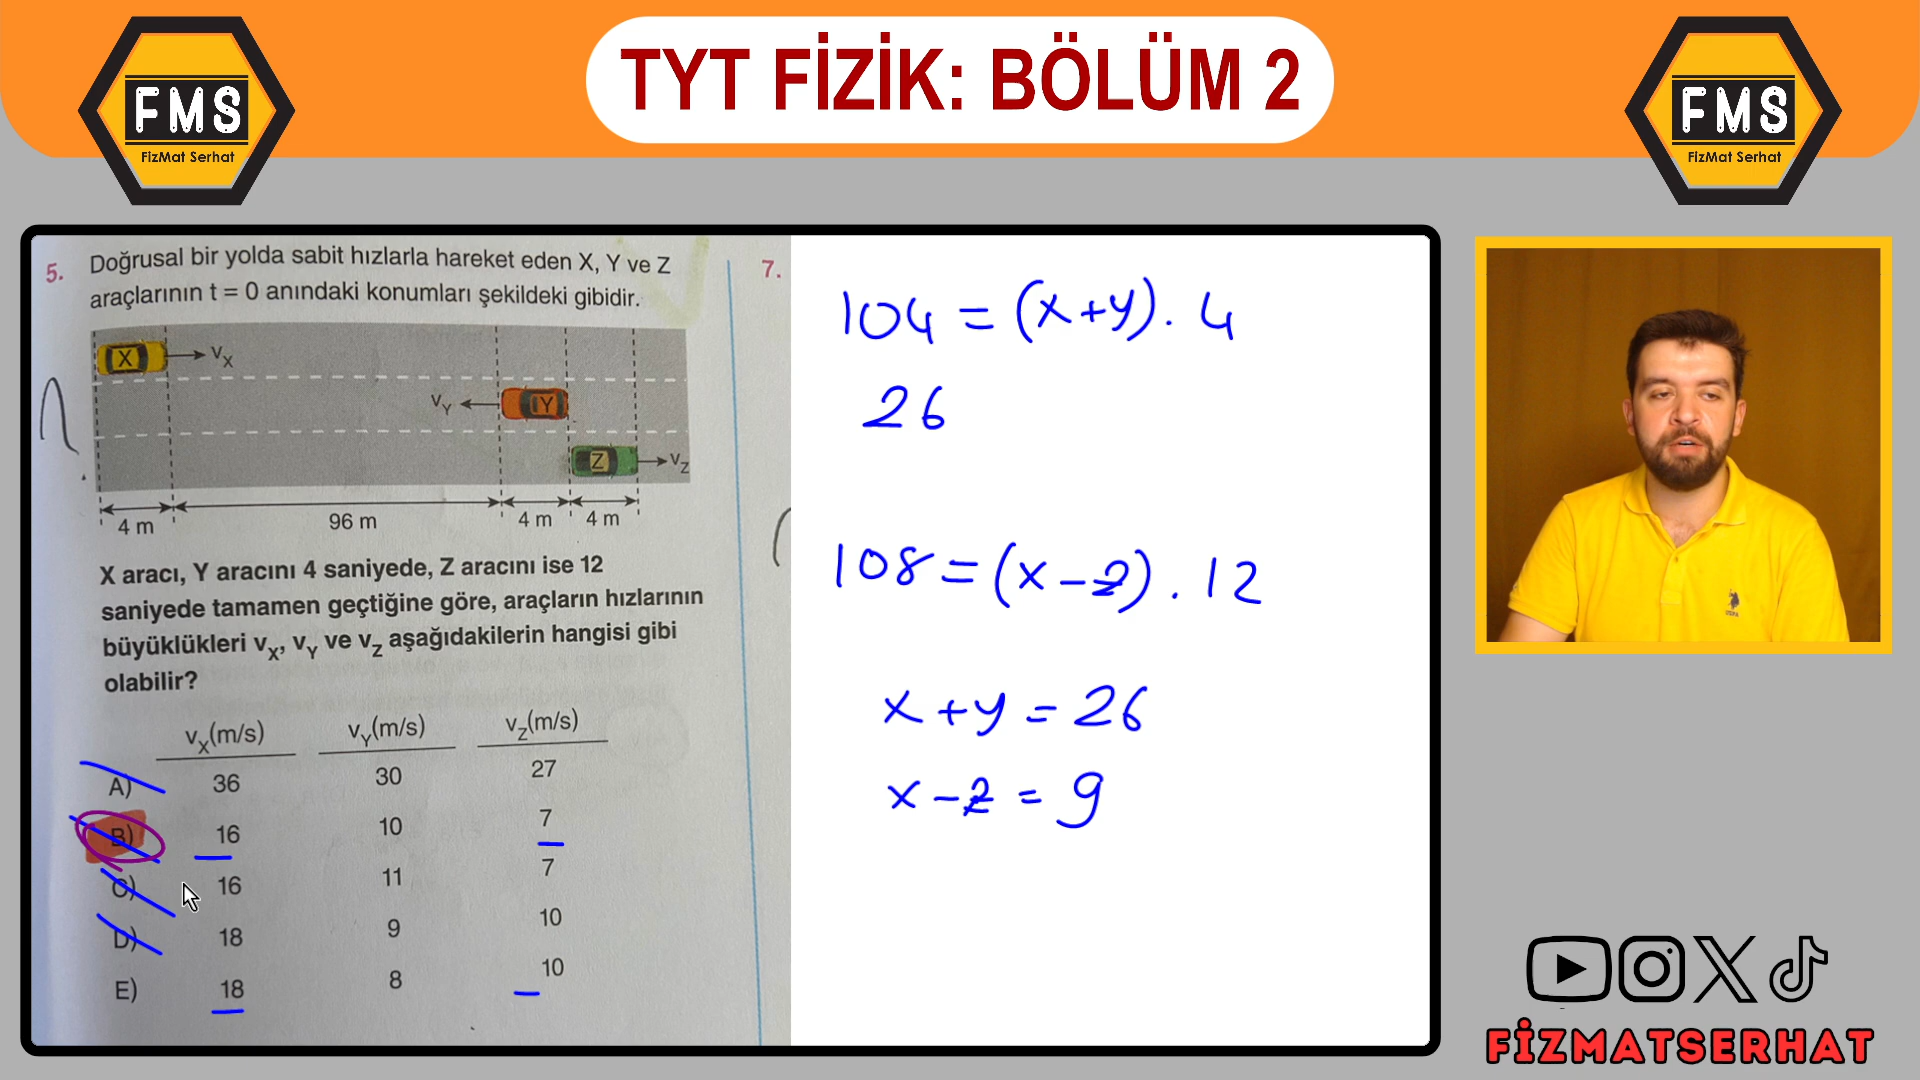 TYT FİZİK: BÖLÜM 2
FMS
FizMat Serhat
FMS
FizMat Serhat
5. Doğrusal bir yolda sabit hızlarla hareket eden X, Y ve Z
araçlarının t = 0 anındaki konumları şekildeki gibidir.
X vX
vY Y
Z vZ
4 m 96 m 4 m 4 m
X aracı, Y aracını 4 saniyede, Z aracını ise 12
saniyede tamamen geçtiğine göre, araçların hızlarının
büyüklükleri vX, vY ve vZ aşağıdakilerin hangisi gibi
olabilir?
vX(m/s) vY(m/s) vZ(m/s)
A) 36 30 27
B) 16 10 7
C) 16 11 7
D) 18 9 10
E) 18 8 10
7.
104 = (x+y). 4
26
108 = (x-z). 12
x+y = 26
x-z = 9
FİZMATSERHAT